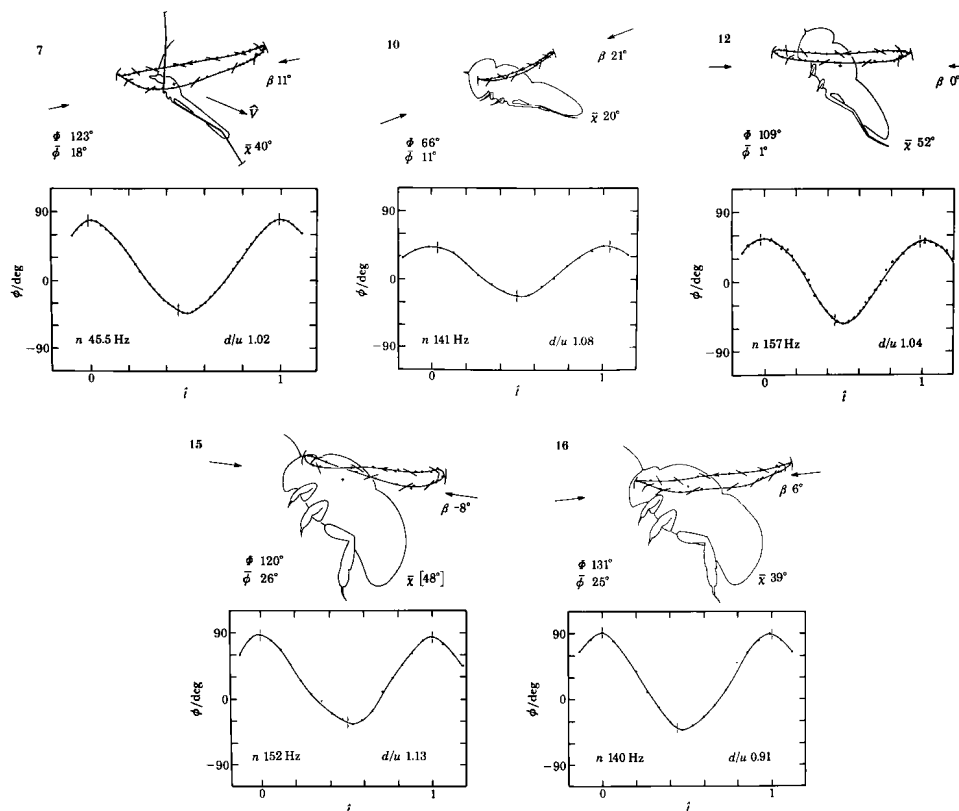 7
β 11°
V̂
Φ 123°
ϕ̄ 18°
χ̄ 40°
90
0
−90
ϕ/deg
n 45.5 Hz
d/u 1.02
0
1
t̂
10
β 21°
χ̄ 20°
Φ 66°
ϕ̄ 11°
90
0
−90
ϕ/deg
n 141 Hz
d/u 1.08
0
1
t̂
12
β 0°
Φ 109°
ϕ̄ 1°
χ̄ 52°
90
0
−90
ϕ/deg
n 157 Hz
d/u 1.04
0
1
t̂
15
β −8°
Φ 120°
ϕ̄ 26°
χ̄ [48°]
90
0
−90
ϕ/deg
n 152 Hz
d/u 1.13
0
1
t̂
16
β 6°
Φ 131°
ϕ̄ 25°
χ̄ 39°
90
0
−90
ϕ/deg
n 140 Hz
d/u 0.91
0
1
t̂